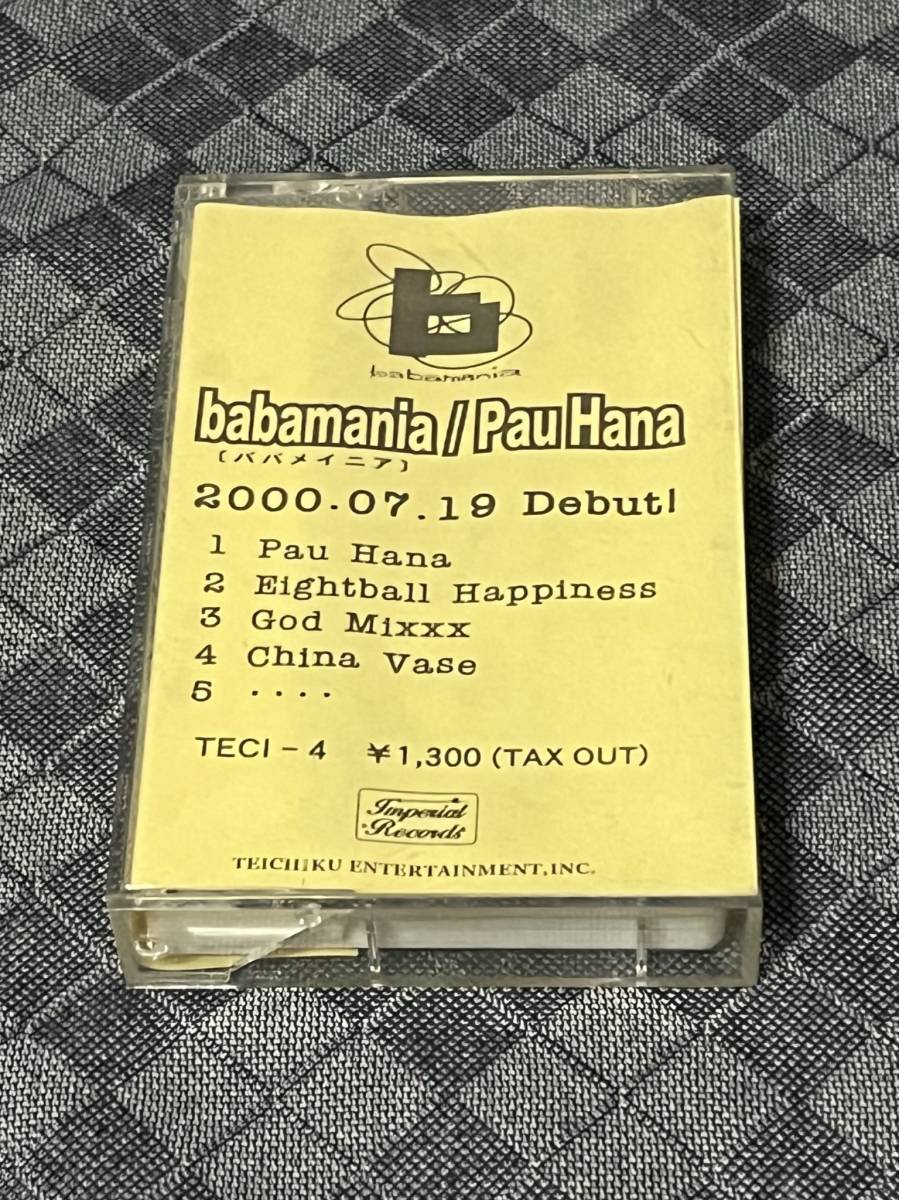 babamania
babamania / Pau Hana
〔ババメイニア〕
2000.07.19 Debut!
1 Pau Hana
2 Eightball Happiness
3 God Mixxx
4 China Vase
5 ････
TECI-4 ¥1,300 (TAX OUT)
Imperial
Records
TEICHIKU ENTERTAINMENT, INC.